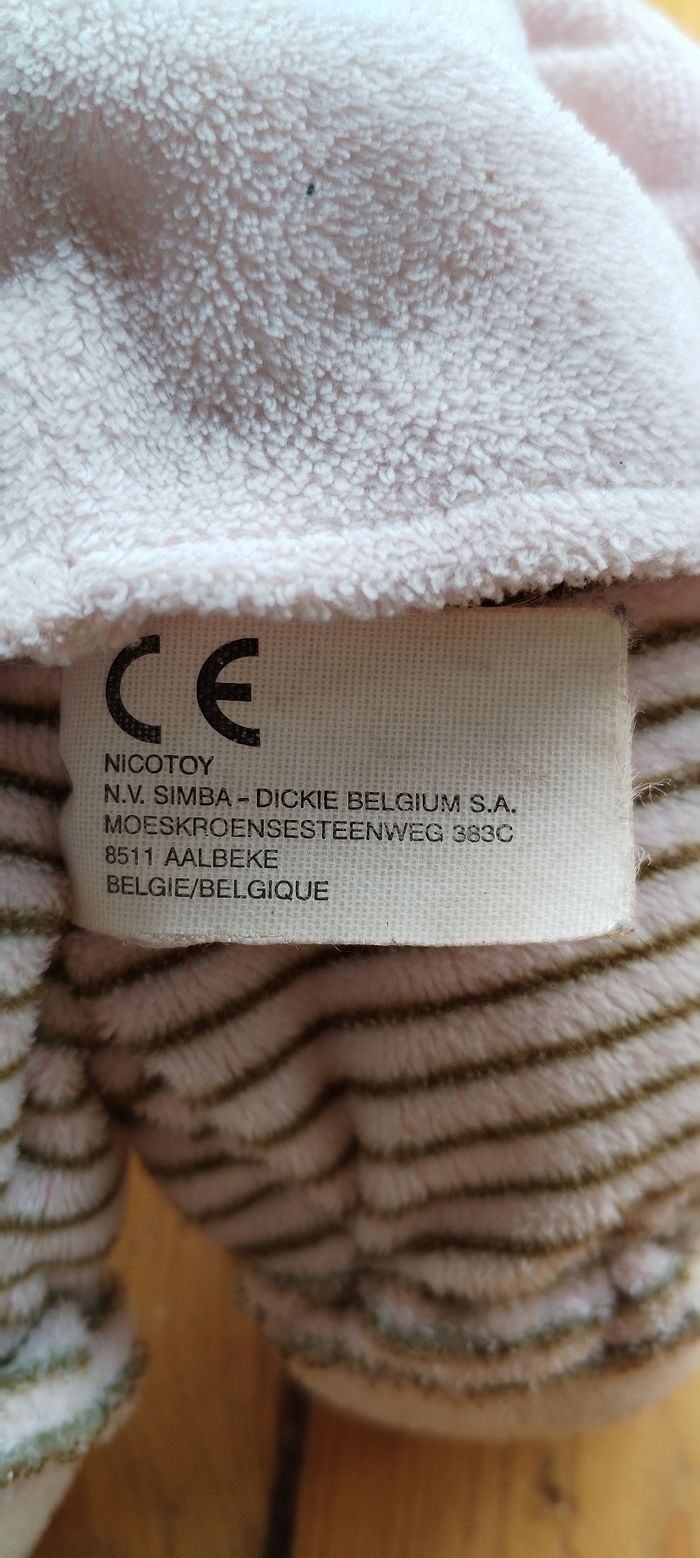 CE
NICOTOY
N.V. SIMBA - DICKIE BELGIUM S.A.
MOESKROENSESTEENWEG 383C
8511 AALBEKE
BELGIE/BELGIQUE